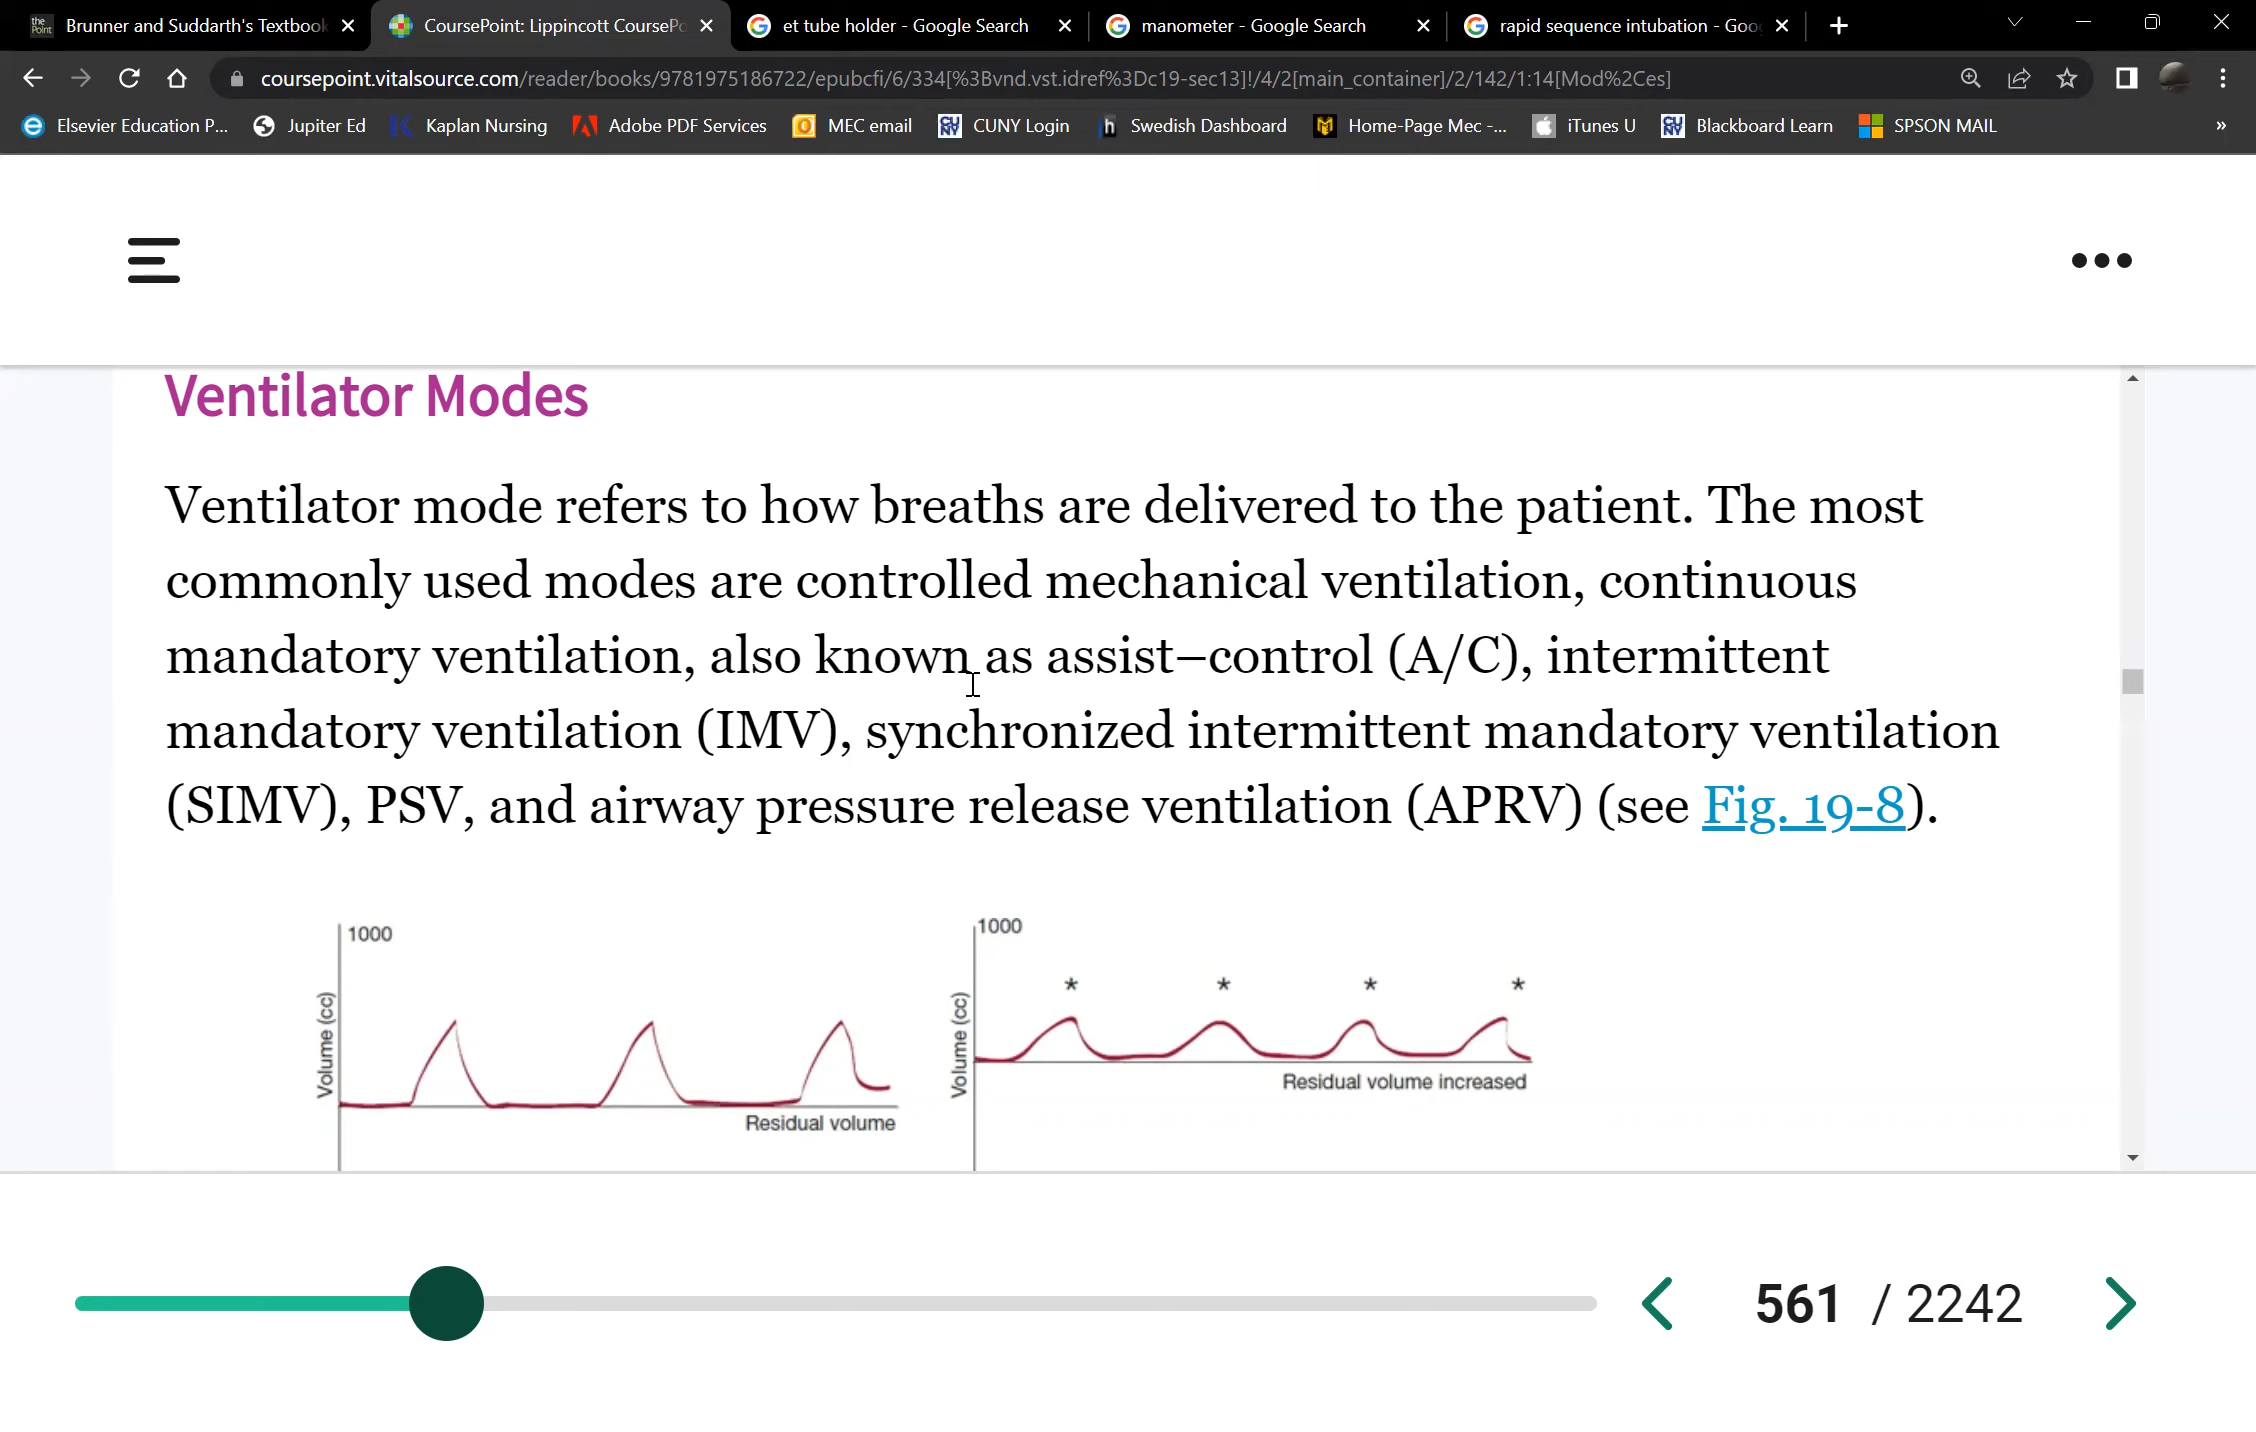 the Point Brunner and Suddarth's Textbook
CoursePoint: Lippincott CoursePo
et tube holder - Google Search
manometer - Google Search
rapid sequence intubation - Goo
coursepoint.vitalsource.com/reader/books/9781975186722/epubcfi/6/334[%3Bvnd.vst.idref%3Dc19-sec13]!/4/2[main_container]/2/142/1:14[Mod%2Ces]
Elsevier Education P...
Jupiter Ed
Kaplan Nursing
Adobe PDF Services
MEC email
CUNY Login
Swedish Dashboard
Home-Page Mec -...
iTunes U
Blackboard Learn
SPSON MAIL
»
Ventilator Modes
Ventilator mode refers to how breaths are delivered to the patient. The most
commonly used modes are controlled mechanical ventilation, continuous
mandatory ventilation, also known as assist–control (A/C), intermittent
mandatory ventilation (IMV), synchronized intermittent mandatory ventilation
(SIMV), PSV, and airway pressure release ventilation (APRV) (see Fig. 19-8).
1000
Volume (cc)
Residual volume
1000
* * * *
Volume (cc)
Residual volume increased
561 / 2242